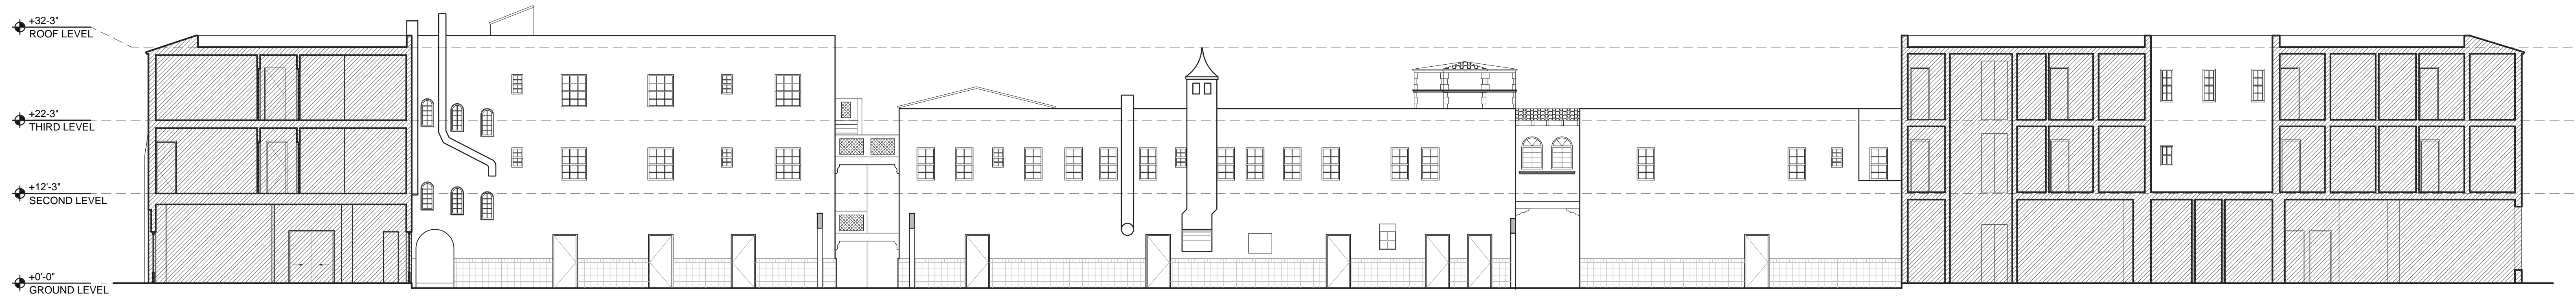 +32-3"
ROOF LEVEL
+22-3"
THIRD LEVEL
+12'-3"
SECOND LEVEL
+0'-0"
GROUND LEVEL